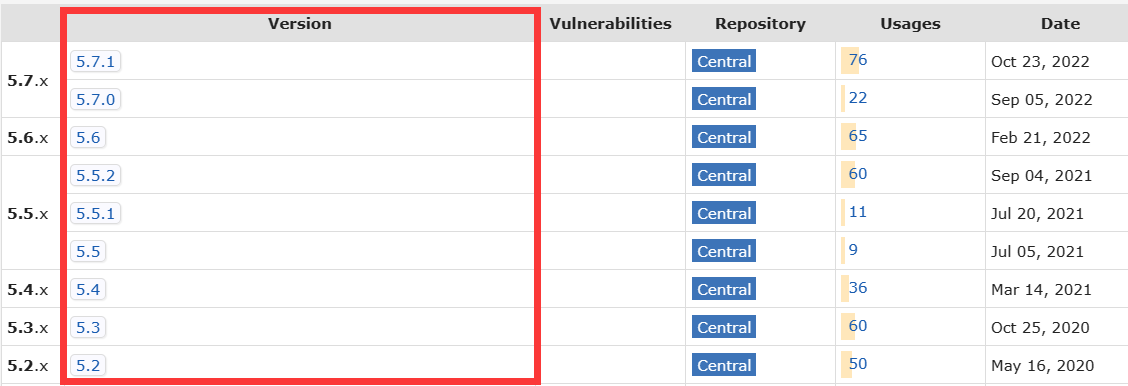 Version Vulnerabilities Repository Usages Date
5.7.x 5.7.1 Central 76 Oct 23, 2022
5.7.0 Central 22 Sep 05, 2022
5.6.x 5.6 Central 65 Feb 21, 2022
5.5.x 5.5.2 Central 60 Sep 04, 2021
5.5.1 Central 11 Jul 20, 2021
5.5 Central 9 Jul 05, 2021
5.4.x 5.4 Central 36 Mar 14, 2021
5.3.x 5.3 Central 60 Oct 25, 2020
5.2.x 5.2 Central 50 May 16, 2020